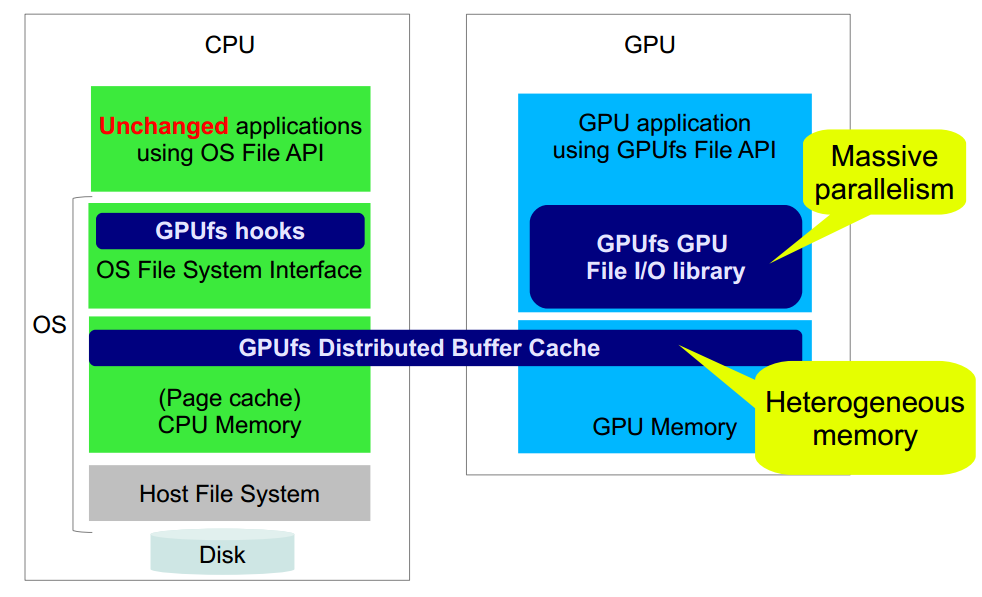 CPU
Unchanged applications
using OS File API
GPUfs hooks
OS File System Interface
OS
GPUfs Distributed Buffer Cache
(Page cache)
CPU Memory
Host File System
Disk
GPU
GPU application
using GPUfs File API
Massive
parallelism
GPUfs GPU
File I/O library
GPU Memory
Heterogeneous
memory